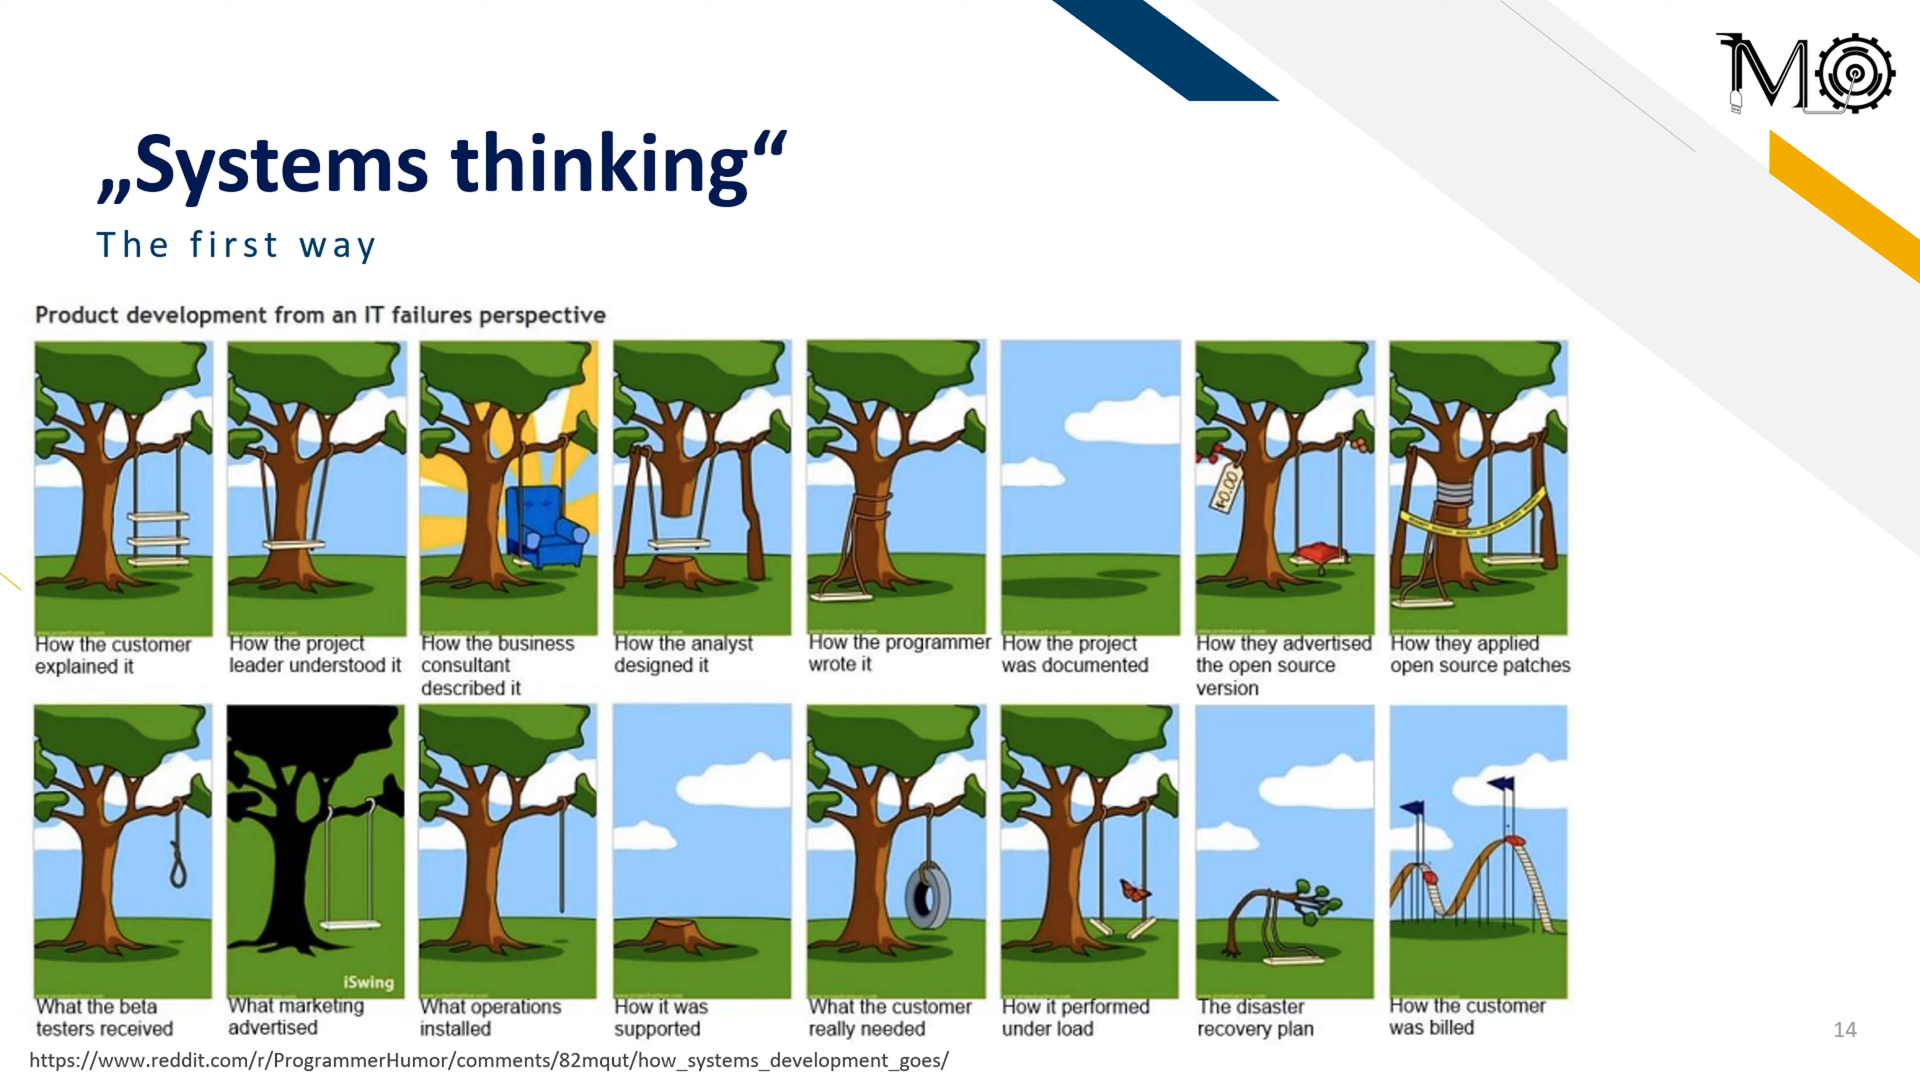 „Systems thinking“
The first way
Product development from an IT failures perspective
How the customer
explained it
How the project
leader understood it
How the business
consultant
described it
How the analyst
designed it
How the programmer
wrote it
How the project
was documented
How they advertised
the open source
version
How they applied
open source patches
What the beta
testers received
iSwing
What marketing
advertised
What operations
installed
How it was
supported
What the customer
really needed
How it performed
under load
The disaster
recovery plan
How the customer
was billed
https://www.reddit.com/r/ProgrammerHumor/comments/82mqut/how_systems_development_goes/
14